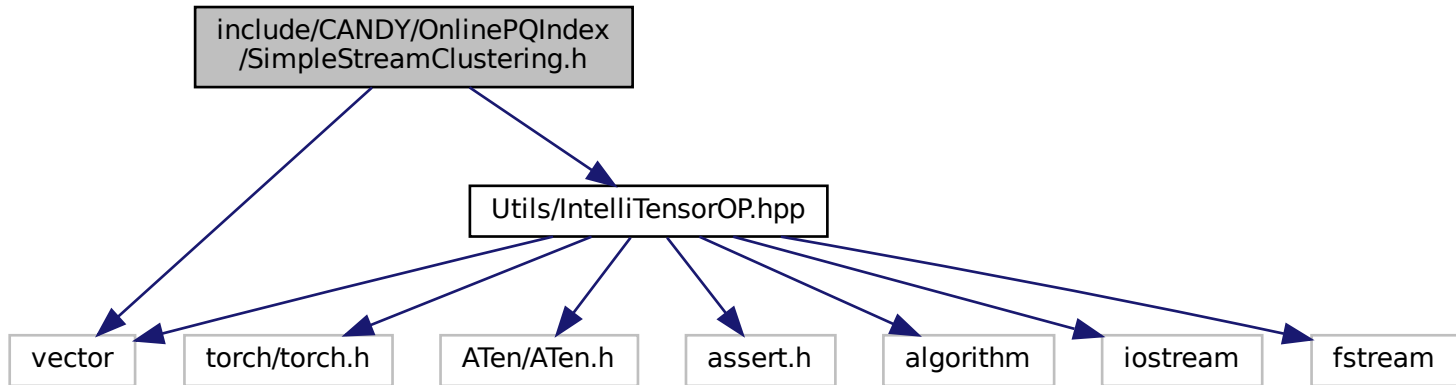 include/CANDY/OnlinePQIndex
/SimpleStreamClustering.h
Utils/IntelliTensorOP.hpp
vector
torch/torch.h
ATen/ATen.h
assert.h
algorithm
iostream
fstream